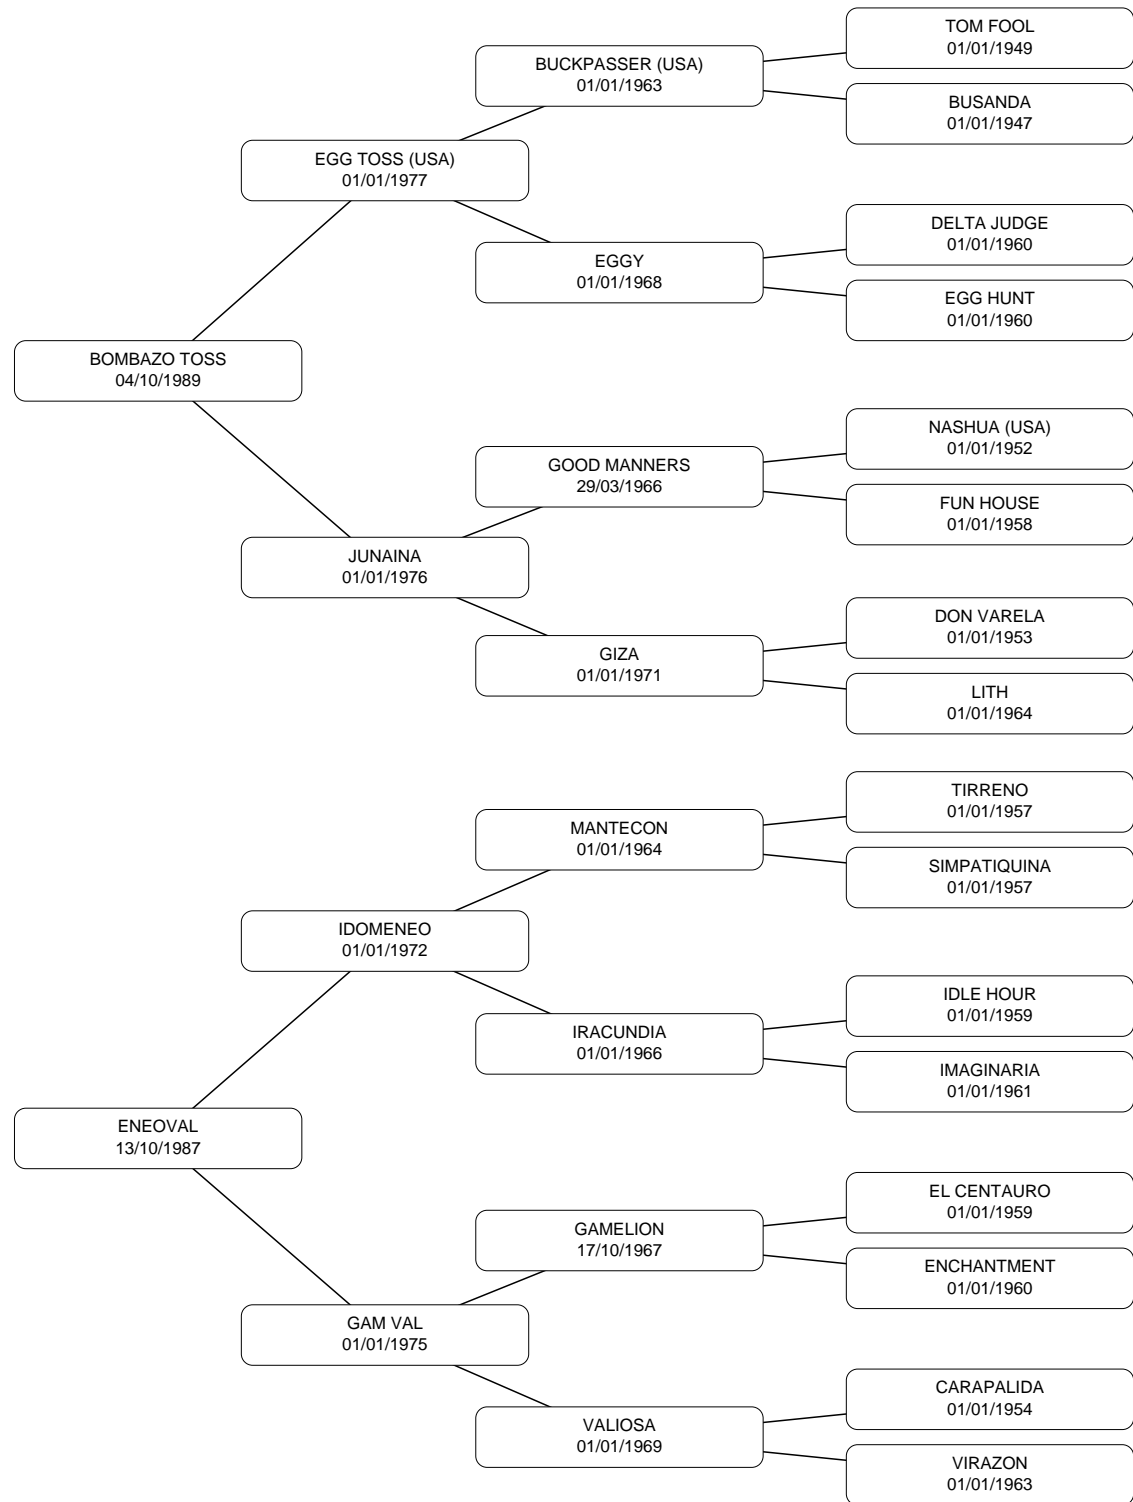 TOM FOOL
01/01/1949
BUCKPASSER (USA)
01/01/1963
BUSANDA
01/01/1947
EGG TOSS (USA)
01/01/1977
DELTA JUDGE
01/01/1960
EGGY
01/01/1968
EGG HUNT
01/01/1960
BOMBAZO TOSS
04/10/1989
NASHUA (USA)
01/01/1952
GOOD MANNERS
29/03/1966
FUN HOUSE
01/01/1958
JUNAINA
01/01/1976
DON VARELA
01/01/1953
GIZA
01/01/1971
LITH
01/01/1964
TIRRENO
01/01/1957
MANTECON
01/01/1964
SIMPATIQUINA
01/01/1957
IDOMENEO
01/01/1972
IDLE HOUR
01/01/1959
IRACUNDIA
01/01/1966
IMAGINARIA
01/01/1961
ENEOVAL
13/10/1987
EL CENTAURO
01/01/1959
GAMELION
17/10/1967
ENCHANTMENT
01/01/1960
GAM VAL
01/01/1975
CARAPALIDA
01/01/1954
VALIOSA
01/01/1969
VIRAZON
01/01/1963